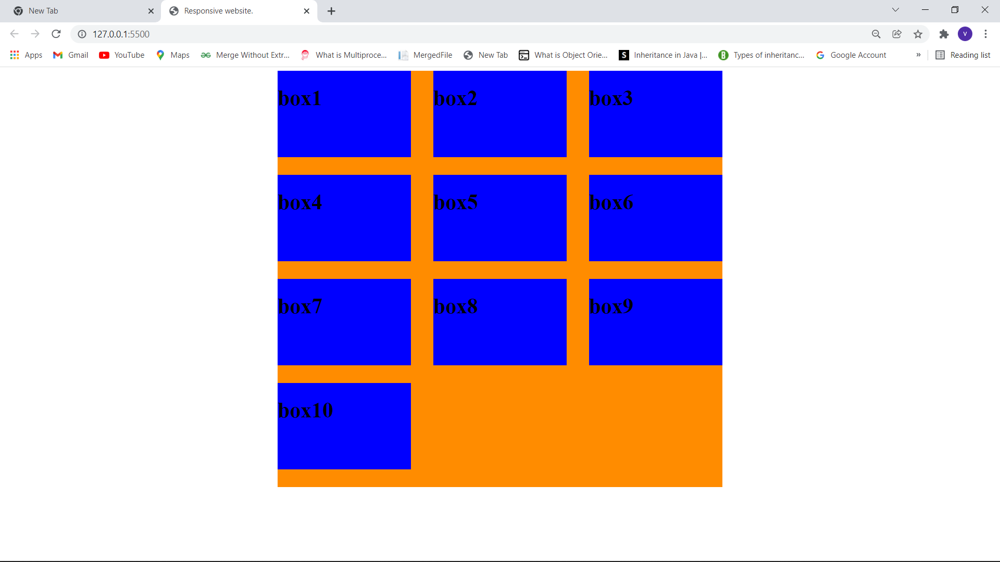 New Tab
Responsive website.
127.0.0.1:5500
V
Apps
Gmail
YouTube
Maps
Merge Without Extr...
What is Multiproce...
MergedFile
New Tab
What is Object Orie...
S
Inheritance in Java |...
B
Types of inheritanc...
G
Google Account
»
Reading list
box1
box2
box3
box4
box5
box6
box7
box8
box9
box10